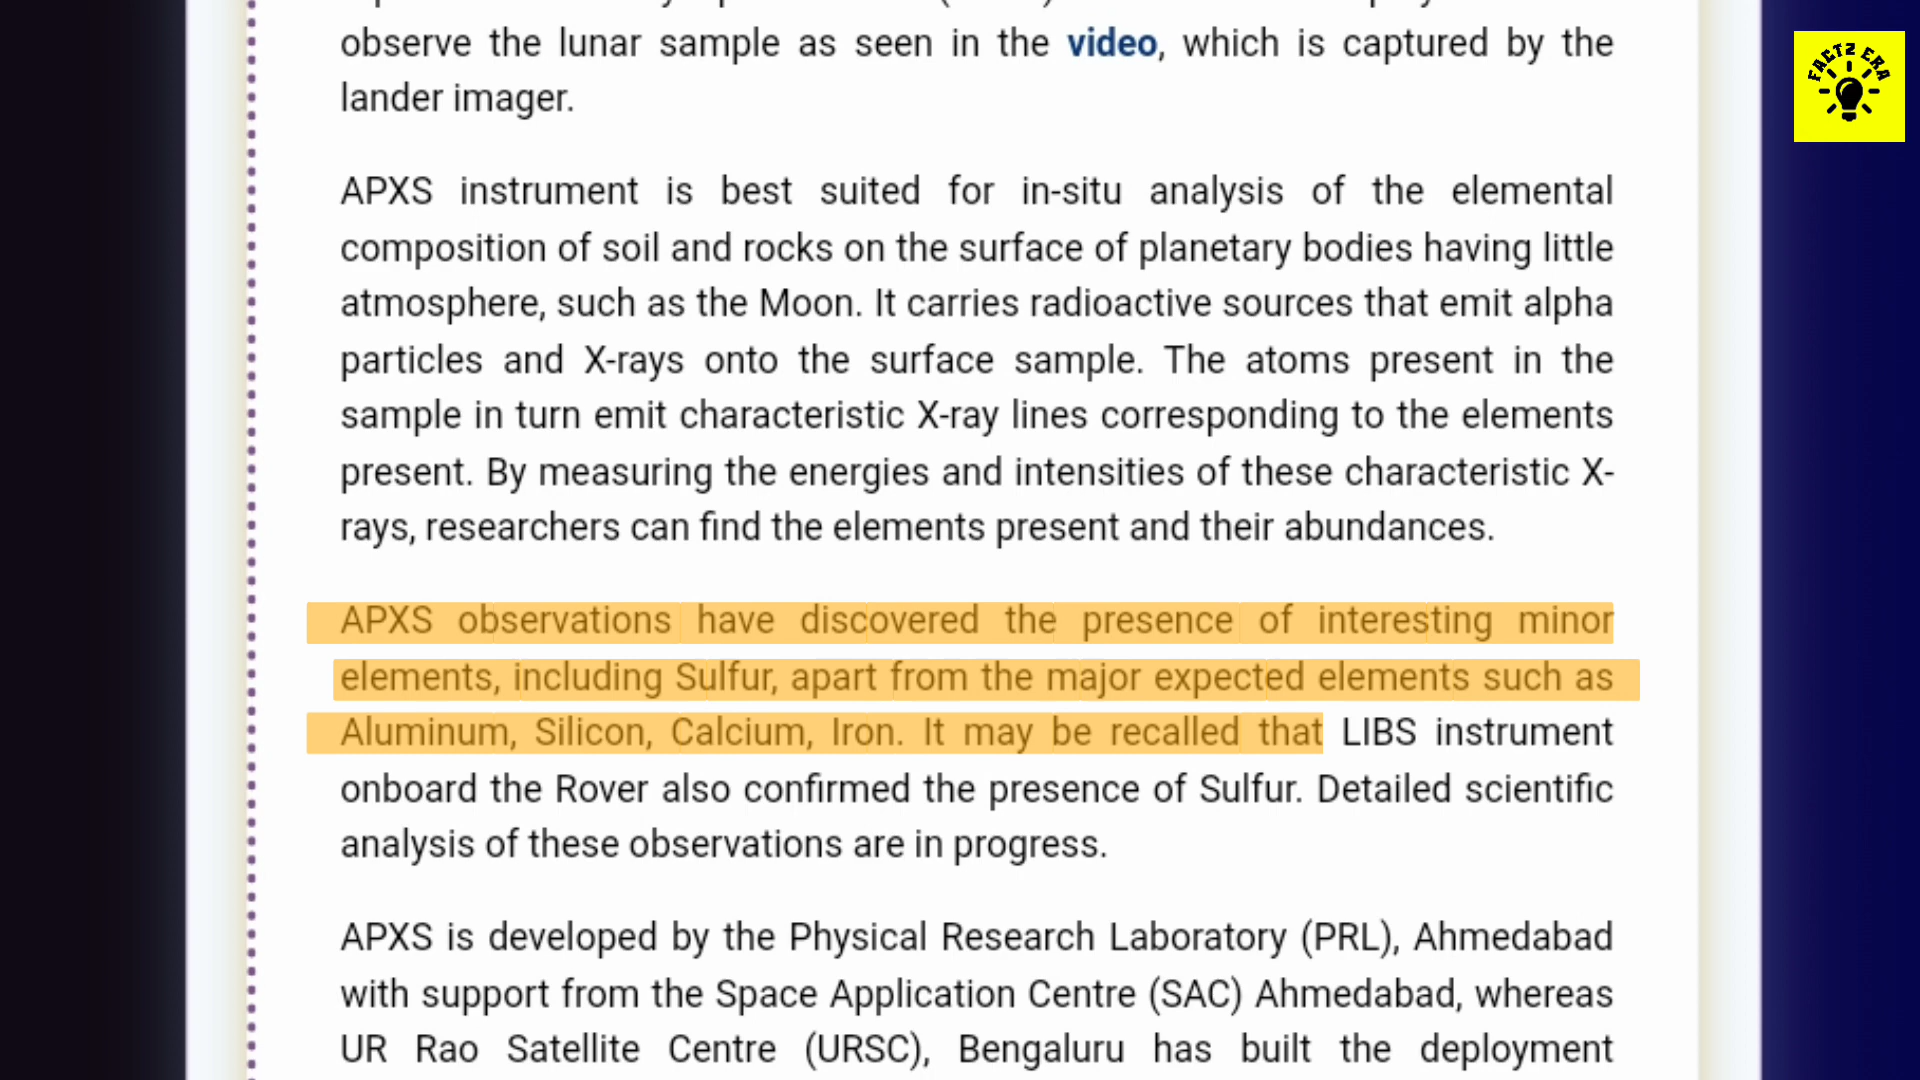 observe the lunar sample as seen in the video, which is captured by the
lander imager.
FACTZ ERA
APXS instrument is best suited for in-situ analysis of the elemental
composition of soil and rocks on the surface of planetary bodies having little
atmosphere, such as the Moon. It carries radioactive sources that emit alpha
particles and X-rays onto the surface sample. The atoms present in the
sample in turn emit characteristic X-ray lines corresponding to the elements
present. By measuring the energies and intensities of these characteristic X-
rays, researchers can find the elements present and their abundances.
APXS observations have discovered the presence of interesting minor
elements, including Sulfur, apart from the major expected elements such as
Aluminum, Silicon, Calcium, Iron. It may be recalled that LIBS instrument
onboard the Rover also confirmed the presence of Sulfur. Detailed scientific
analysis of these observations are in progress.
APXS is developed by the Physical Research Laboratory (PRL), Ahmedabad
with support from the Space Application Centre (SAC) Ahmedabad, whereas
UR Rao Satellite Centre (URSC), Bengaluru has built the deployment